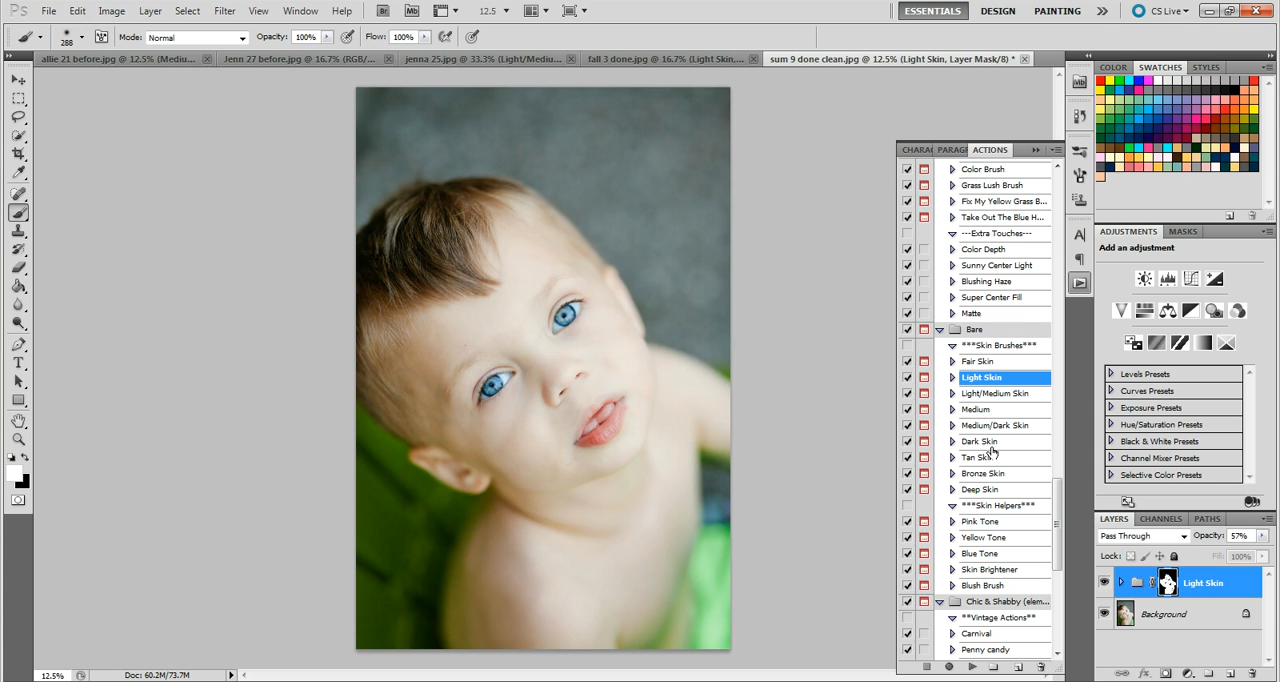 Ps File Edit Image Layer Select Filter View Window Help Br Mb 12.5 ESSENTIALS DESIGN PAINTING CS Live
288 Mode: Normal Opacity: 100% Flow: 100%
allie 21 before.jpg @ 12.5% (Mediu... Jenn 27 before.jpg @ 16.7% (RGB/... jenna 25.jpg @ 33.3% (Light/Mediu... fall 3 done.jpg @ 16.7% (Light Skin,... sum 9 done clean.jpg @ 12.5% (Light Skin, Layer Mask/8) *
COLOR SWATCHES STYLES
CHARAC PARAGR ACTIONS
Color Brush
Grass Lush Brush
Fix My Yellow Grass B...
Take Out The Blue H...
---Extra Touches---
Color Depth
Sunny Center Light
Blushing Haze
Super Center Fill
Matte
Bare
***Skin Brushes***
Fair Skin
Light Skin
Light/Medium Skin
Medium
Medium/Dark Skin
Dark Skin
Tan Skin
Bronze Skin
Deep Skin
***Skin Helpers***
Pink Tone
Yellow Tone
Blue Tone
Skin Brightener
Blush Brush
Chic & Shabby (elem...
**Vintage Actions**
Carnival
Penny candy
ADJUSTMENTS MASKS
Add an adjustment
Levels Presets
Curves Presets
Exposure Presets
Hue/Saturation Presets
Black & White Presets
Channel Mixer Presets
Selective Color Presets
LAYERS CHANNELS PATHS
Pass Through Opacity: 57%
Lock: Fill: 100%
Light Skin
Background
12.5% Doc: 60.2M/73.7M